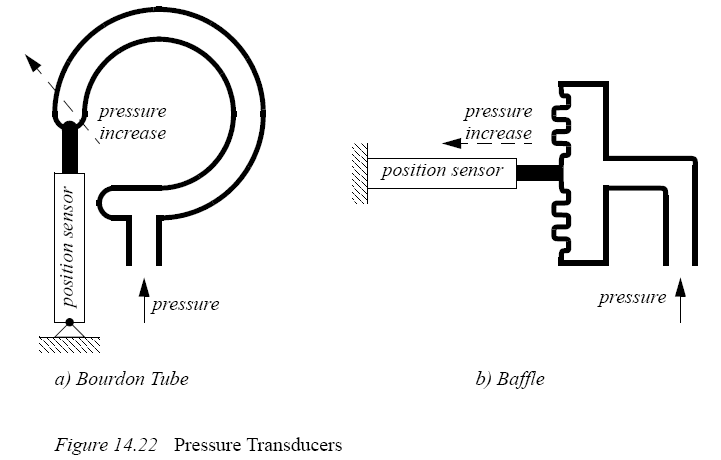 pressure
increase
position sensor
pressure
a) Bourdon Tube
pressure
increase
position sensor
pressure
b) Baffle
Figure 14.22 Pressure Transducers